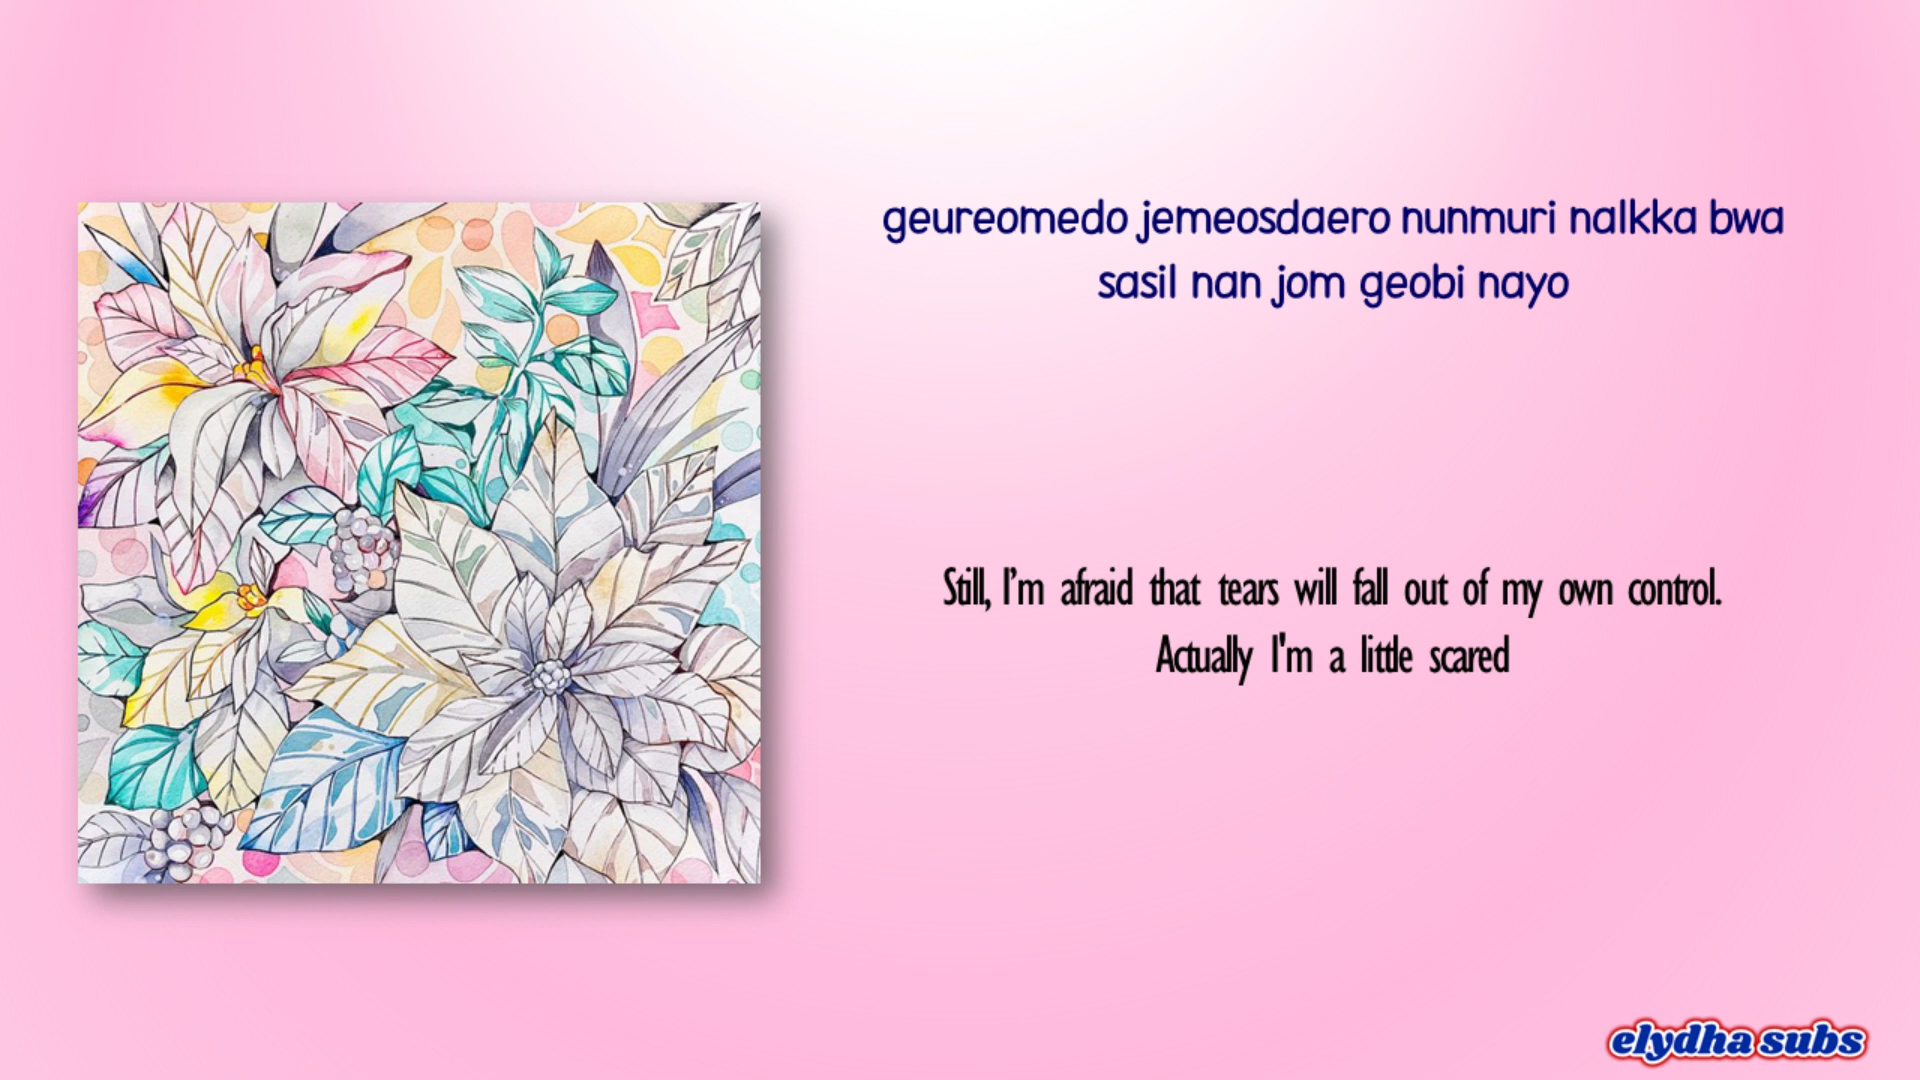 geureomedo jemeosdaero nunmuri nalkka bwa
sasil nan jom geobi nayo
Still, I’m afraid that tears will fall out of my own control.
Actually I'm a little scared
elydha subs